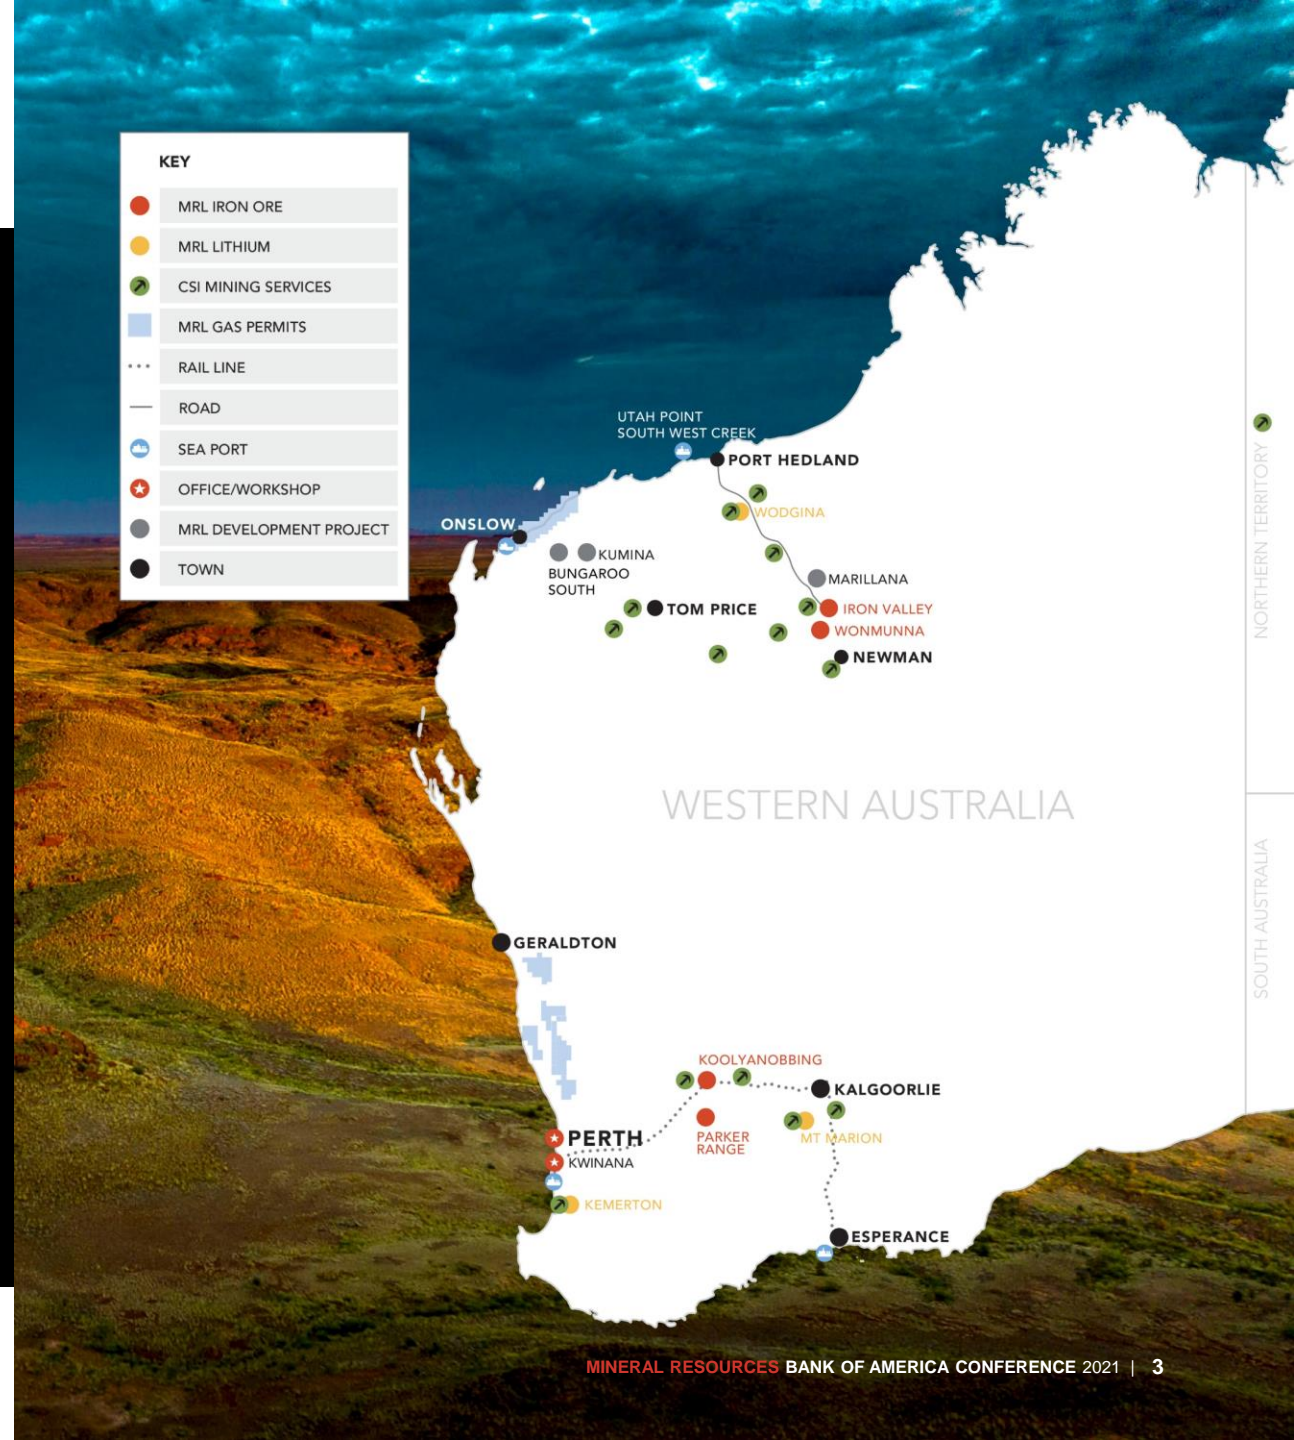 KEY
MRL IRON ORE
MRL LITHIUM
CSI MINING SERVICES
MRL GAS PERMITS
RAIL LINE
ROAD
SEA PORT
OFFICE/WORKSHOP
MRL DEVELOPMENT PROJECT
TOWN
UTAH POINT
SOUTH WEST CREEK
PORT HEDLAND
WODGINA
ONSLOW
KUMINA
BUNGAROO
SOUTH
MARILLANA
TOM PRICE
IRON VALLEY
WONMUNNA
NEWMAN
NORTHERN TERRITORY
WESTERN AUSTRALIA
SOUTH AUSTRALIA
GERALDTON
KOOLYANOBBING
KALGOORLIE
PARKER
RANGE
MT MARION
PERTH
KWINANA
KEMERTON
ESPERANCE
MINERAL RESOURCES BANK OF AMERICA CONFERENCE 2021 | 3